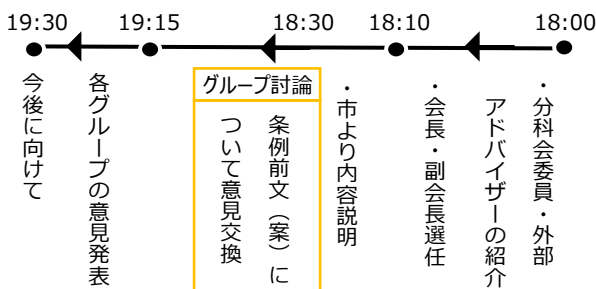 19:30 19:15 18:30 18:10 18:00
・分科会委員・外部
アドバイザーの紹介
・会長・副会長選任
・市より内容説明
グループ討論
条例前文（案）に
ついて意見交換
各グループの意見発表
今後に向けて